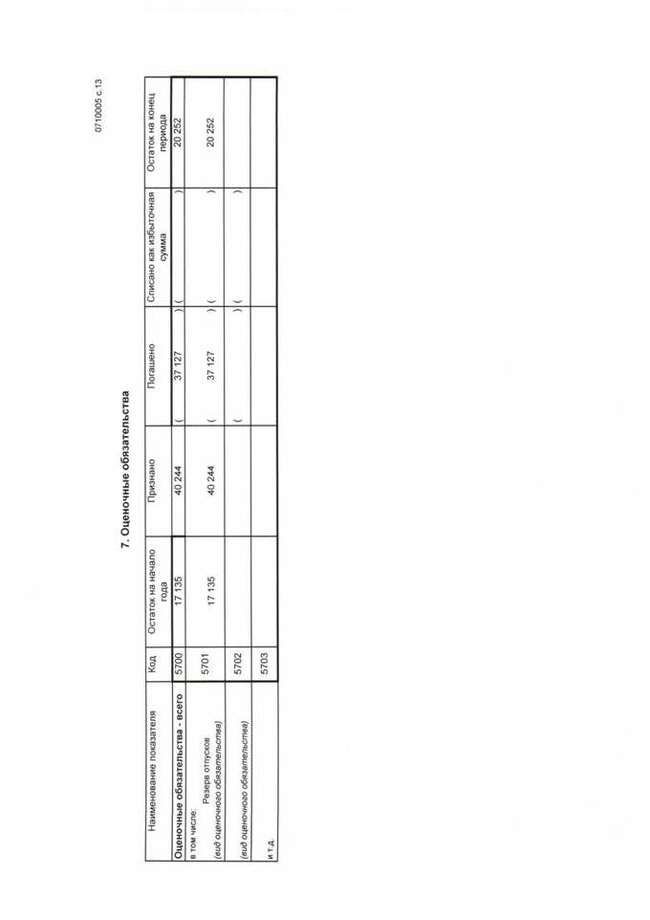 0710005 с.13
7. Оценочные обязательства
Наименование показателя Код Остаток на начало года Признано Погашено Списано как избыточная сумма Остаток на конец периода
Оценочные обязательства - всего 5700 17 135 40 244 ( 37 127 ) ( ) 20 252
в том числе:
Резерв отпусков 5701 17 135 40 244 ( 37 127 ) ( ) 20 252
(вид оценочного обязательства)
5702 ( ) ( )
(вид оценочного обязательства)
и т.д. 5703